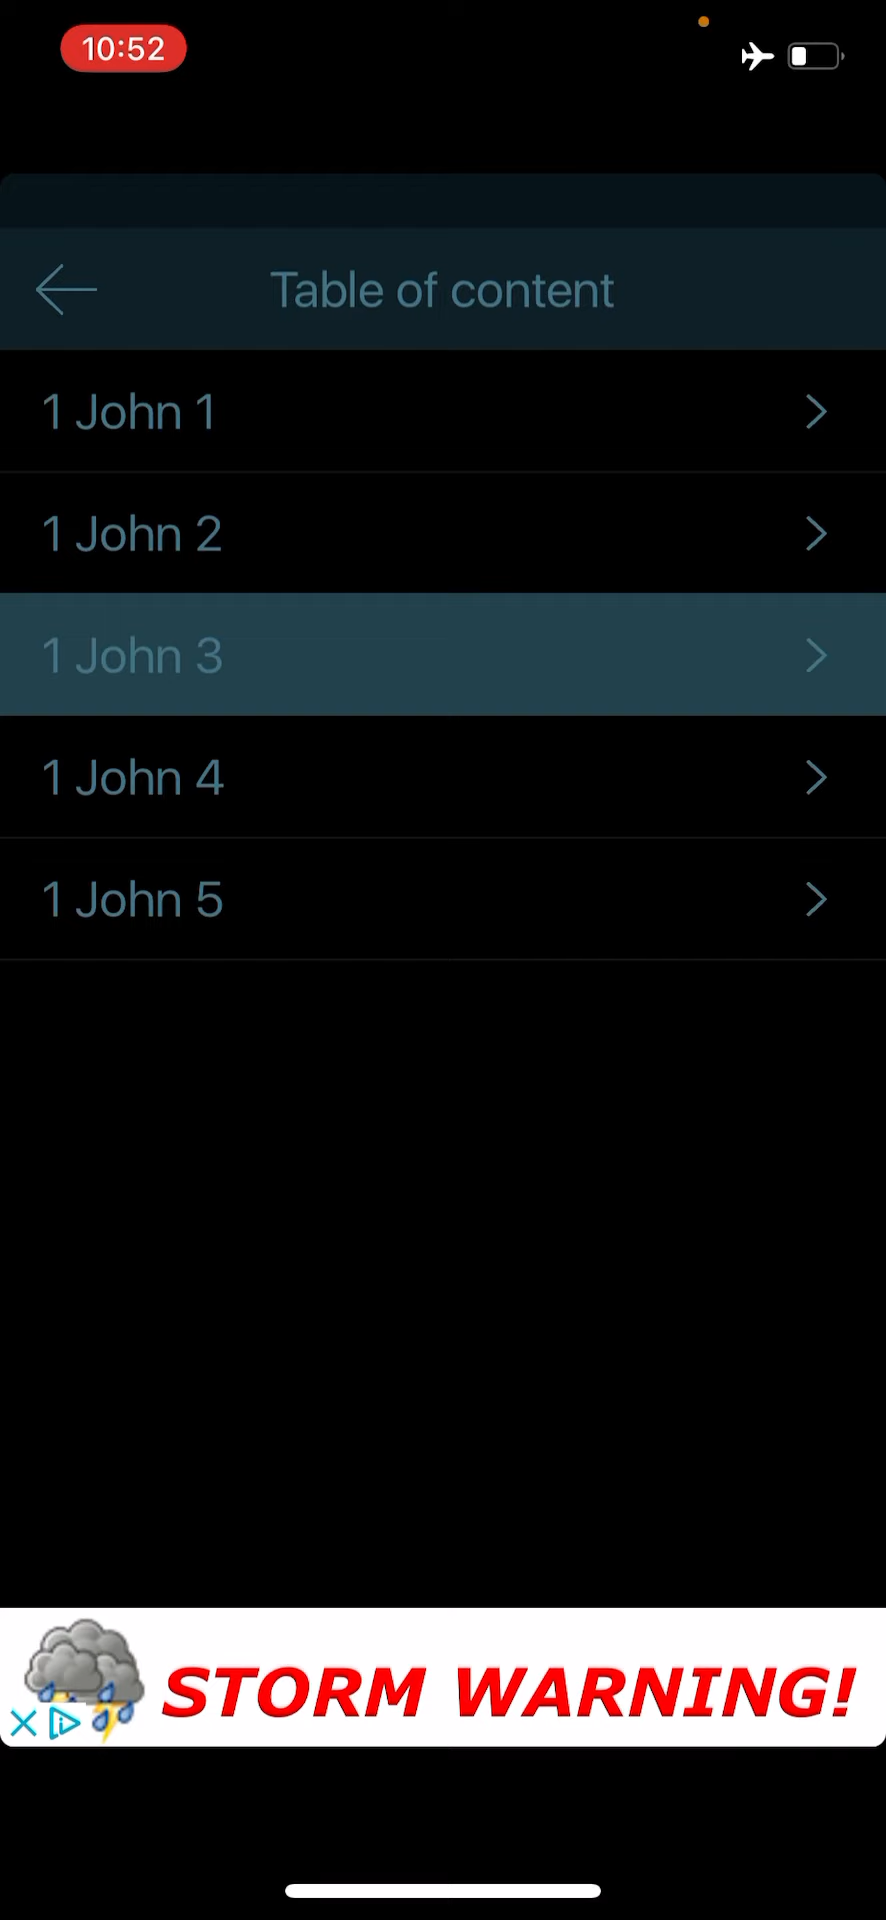 10:52
Table of content
1 John 1
1 John 2
1 John 3
1 John 4
1 John 5
STORM WARNING!